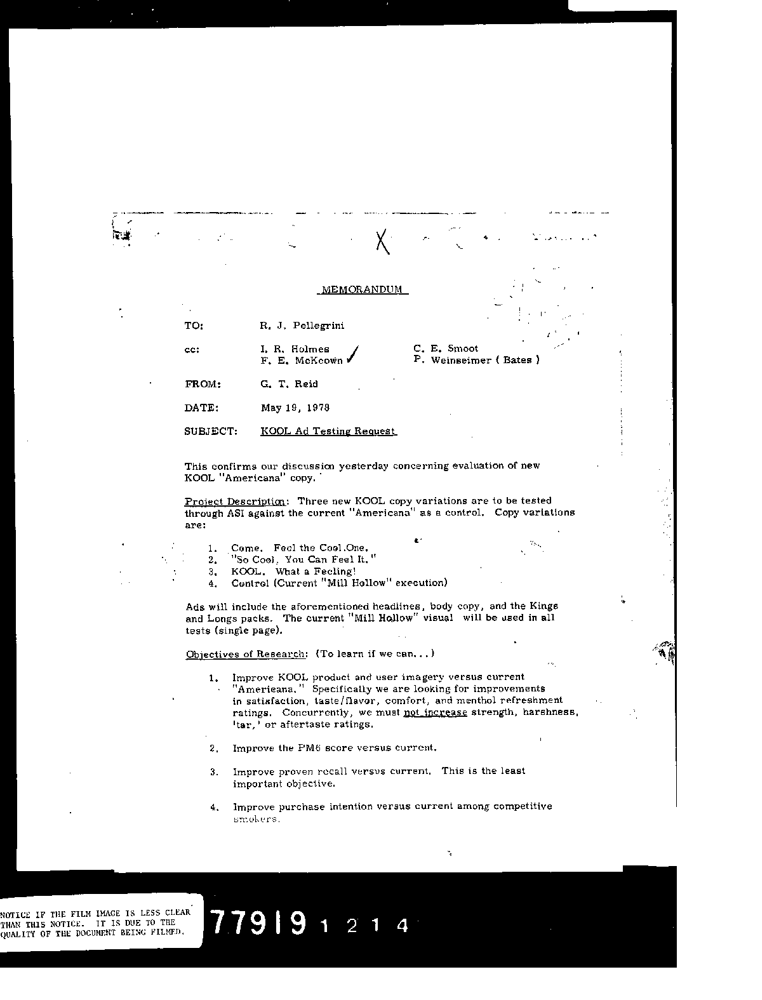 X
MEMORANDUM
TO: R. J. Pellegrini
cc: I. R. Holmes C. E. Smoot
F. E. McKeown ✓ P. Weinseimer ( Bates )
FROM: G. T. Reid
DATE: May 19, 1978
SUBJECT: KOOL Ad Testing Request
This confirms our discussion yesterday concerning evaluation of new
KOOL "Americana" copy.
Project Description: Three new KOOL copy variations are to be tested
through ASI against the current "Americana" as a control. Copy variations
are:
1. Come. Feel the Cool.One.
2. "So Cool, You Can Feel It."
3. KOOL. What a Feeling!
4. Control (Current "Mill Hollow" execution)
Ads will include the aforementioned headlines, body copy, and the Kings
and Longs packs. The current "Mill Hollow" visual will be used in all
tests (single page).
Objectives of Research: (To learn if we can...)
1. Improve KOOL product and user imagery versus current
"Americana." Specifically we are looking for improvements
in satisfaction, taste/flavor, comfort, and menthol refreshment
ratings. Concurrently, we must not increase strength, harshness,
'tar,' or aftertaste ratings.
2. Improve the PM6 score versus current.
3. Improve proven recall versus current. This is the least
important objective.
4. Improve purchase intention versus current among competitive
smokers.
NOTICE IF THE FILM IMAGE IS LESS CLEAR
THAN THIS NOTICE. IT IS DUE TO THE
QUALITY OF THE DOCUMENT BEING FILMED.
77919 1214